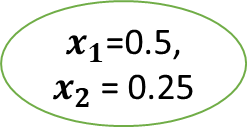 x₁=0.5,
x₂ = 0.25